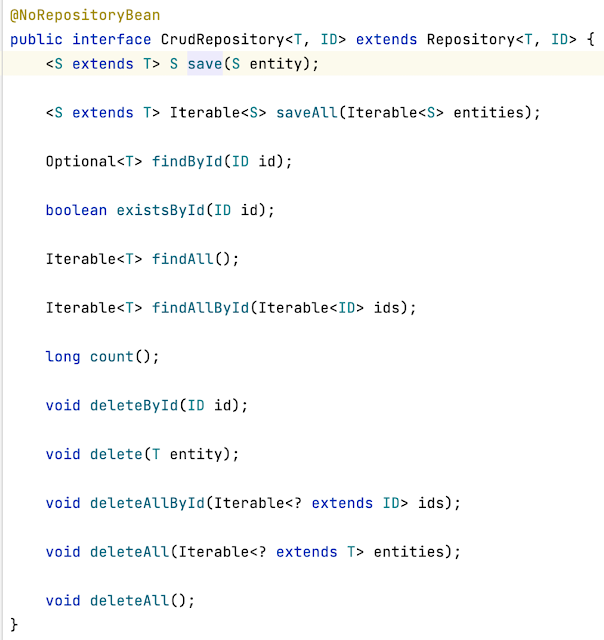 @NoRepositoryBean
public interface CrudRepository<T, ID> extends Repository<T, ID> {
    <S extends T> S save(S entity);
    <S extends T> Iterable<S> saveAll(Iterable<S> entities);
    Optional<T> findById(ID id);
    boolean existsById(ID id);
    Iterable<T> findAll();
    Iterable<T> findAllById(Iterable<ID> ids);
    long count();
    void deleteById(ID id);
    void delete(T entity);
    void deleteAllById(Iterable<? extends ID> ids);
    void deleteAll(Iterable<? extends T> entities);
    void deleteAll();
}